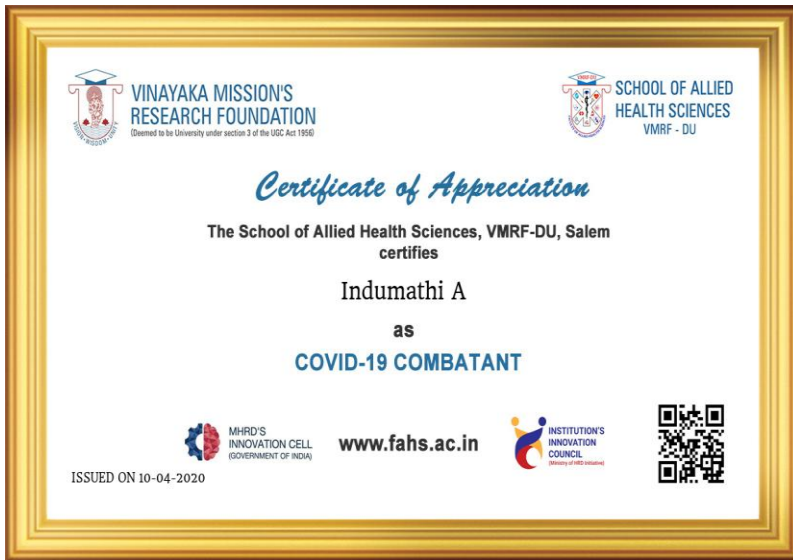 VINAYAKA MISSION'S
RESEARCH FOUNDATION
(Deemed to be University under section 3 of the UGC Act 1956)
VISION•WISDOM•UNITY
SCHOOL OF ALLIED
HEALTH SCIENCES
VMRF - DU
Certificate of Appreciation
The School of Allied Health Sciences, VMRF-DU, Salem
certifies
Indumathi A
as
COVID-19 COMBATANT
MHRD'S
INNOVATION CELL
(GOVERNMENT OF INDIA)
www.fahs.ac.in
INSTITUTION'S
INNOVATION
COUNCIL
(Ministry of HRD Initiative)
ISSUED ON 10-04-2020